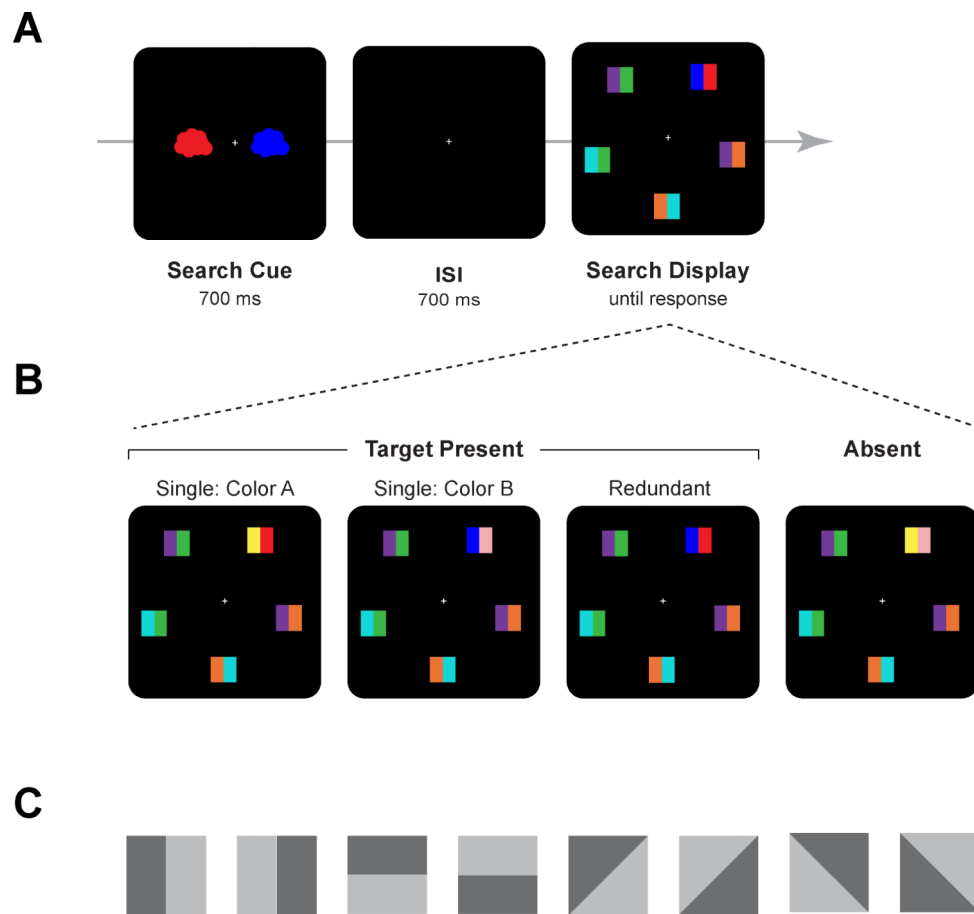 A
Search Cue
700 ms
ISI
700 ms
Search Display
until response
B
Target Present
Absent
Single: Color A
Single: Color B
Redundant
C